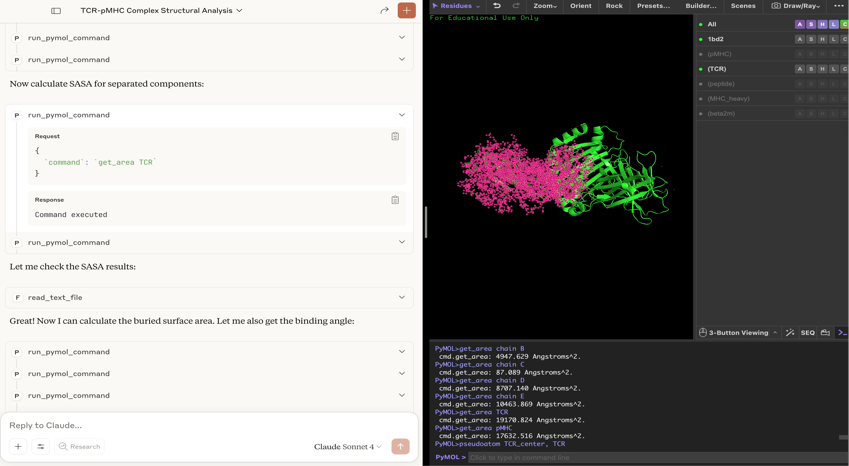 TCR-pMHC Complex Structural Analysis
P run_pymol_command
P run_pymol_command
Now calculate SASA for separated components:
P run_pymol_command
Request
{
`command`: `get_area TCR`
}
Response
Command executed
P run_pymol_command
Let me check the SASA results:
F read_text_file
Great! Now I can calculate the buried surface area. Let me also get the binding angle:
P run_pymol_command
P run_pymol_command
P run_pymol_command
Reply to Claude...
Research
Claude Sonnet 4
Residues Zoom Orient Rock Presets... Builder... Scenes Draw/Ray
For Educational Use Only
All A S H L C
1bd2 A S H L C
(pMHC) A S H L C
(TCR) A S H L C
(peptide) A S H L C
(MHC_heavy) A S H L C
(beta2m) A S H L C
3-Button Viewing SEQ
PyMOL>get_area chain B
cmd.get_area: 4947.629 Angstroms^2.
PyMOL>get_area chain C
cmd.get_area: 87.089 Angstroms^2.
PyMOL>get_area chain D
cmd.get_area: 8707.140 Angstroms^2.
PyMOL>get_area chain E
cmd.get_area: 10463.869 Angstroms^2.
PyMOL>get_area TCR
cmd.get_area: 19170.824 Angstroms^2.
PyMOL>get_area pMHC
cmd.get_area: 17632.516 Angstroms^2.
PyMOL>pseudoatom TCR_center, TCR
PyMOL > Click to type in command line